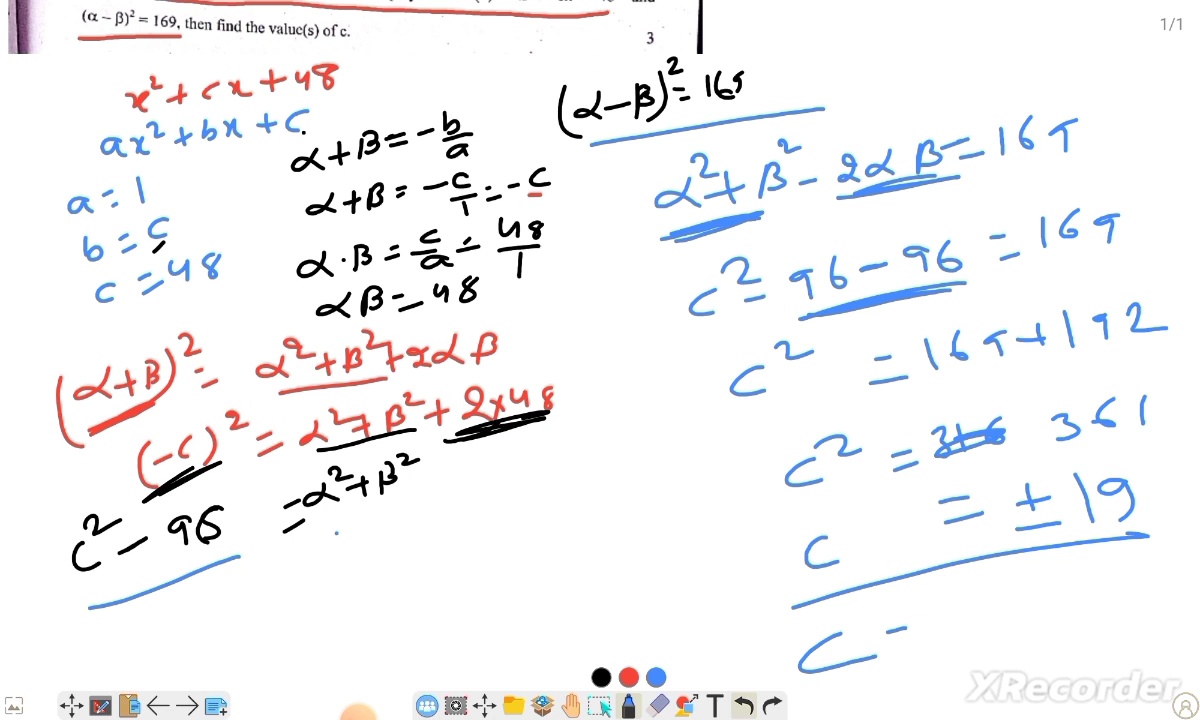 (α − β)² = 169, then find the value(s) of c.
3
1/1
x² + cx + 48
ax² + bx + c
a = 1
b = c
c = 48
α + β = -b/a
α + β = -c/1 = -c
α · β = c/a = 48/1
αβ = 48
(α + β)² = α² + β² + 2αβ
(-c)² = α² + β² + 2×48
c² - 96 = α² + β²
(α - β)² = 169
α² + β² - 2αβ = 169
c² - 96 - 96 = 169
c² = 169 + 192
c² = 361
c = ± 19
c =
T
XRecorder